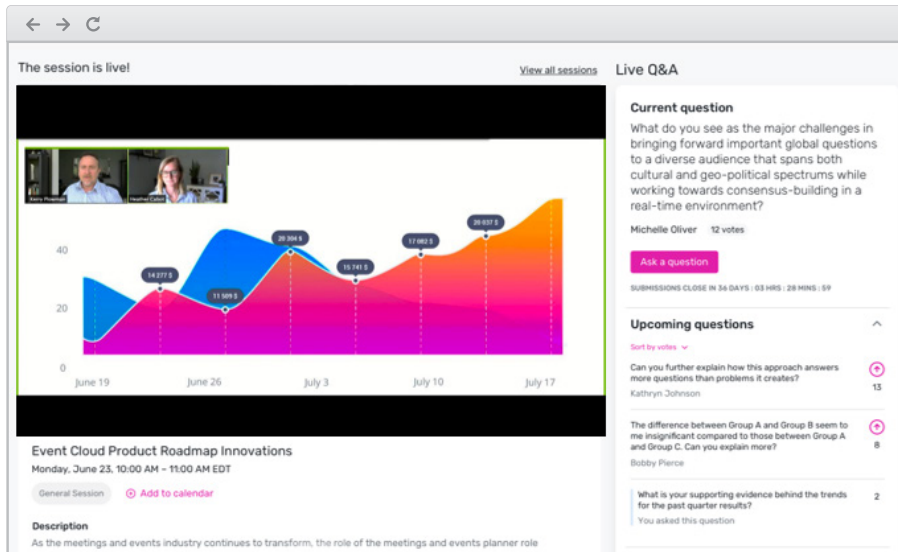 The session is live!
View all sessions
Live Q&A
Kerry Plowman
Heather Cabot
14 277 $
11 589 $
28 304 $
15 741 $
17 082 $
26 037 $
40
20
0
June 19
June 26
July 3
July 10
July 17
Event Cloud Product Roadmap Innovations
Monday, June 23, 10:00 AM – 11:00 AM EDT
General Session
Add to calendar
Description
As the meetings and events industry continues to transform, the role of the meetings and events planner role
Current question
What do you see as the major challenges in
bringing forward important global questions
to a diverse audience that spans both
cultural and geo-political spectrums while
working towards consensus-building in a
real-time environment?
Michelle Oliver 12 votes
Ask a question
SUBMISSIONS CLOSE IN 36 DAYS : 03 HRS : 28 MINS : 59
Upcoming questions
Sort by votes
Can you further explain how this approach answers
more questions than problems it creates?
Kathryn Johnson
13
The difference between Group A and Group B seem to
me insignificant compared to those between Group A
and Group C. Can you explain more?
Bobby Pierce
8
What is your supporting evidence behind the trends
for the past quarter results?
You asked this question
2